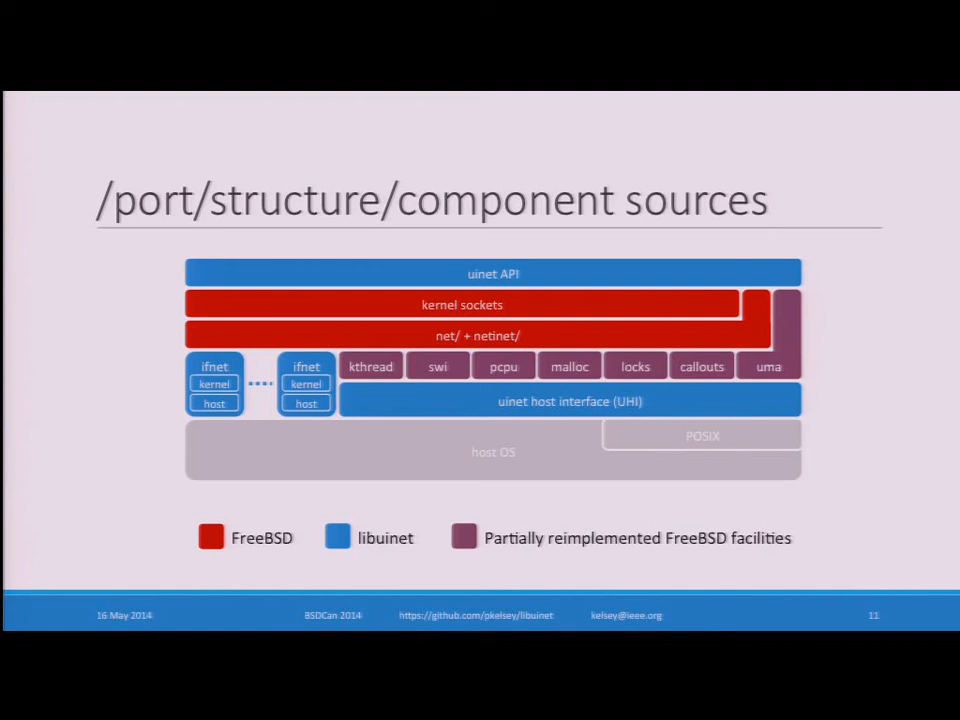 /port/structure/component sources
uinet API
kernel sockets
net/ + netinet/
ifnet ifnet kthread swi pcpu malloc locks callouts uma
kernel kernel
host host
uinet host interface (UHI)
POSIX
host OS
FreeBSD libuinet Partially reimplemented FreeBSD facilities
16 May 2014 BSDCan 2014 https://github.com/pkelsey/libuinet kelsey@ieee.org 11